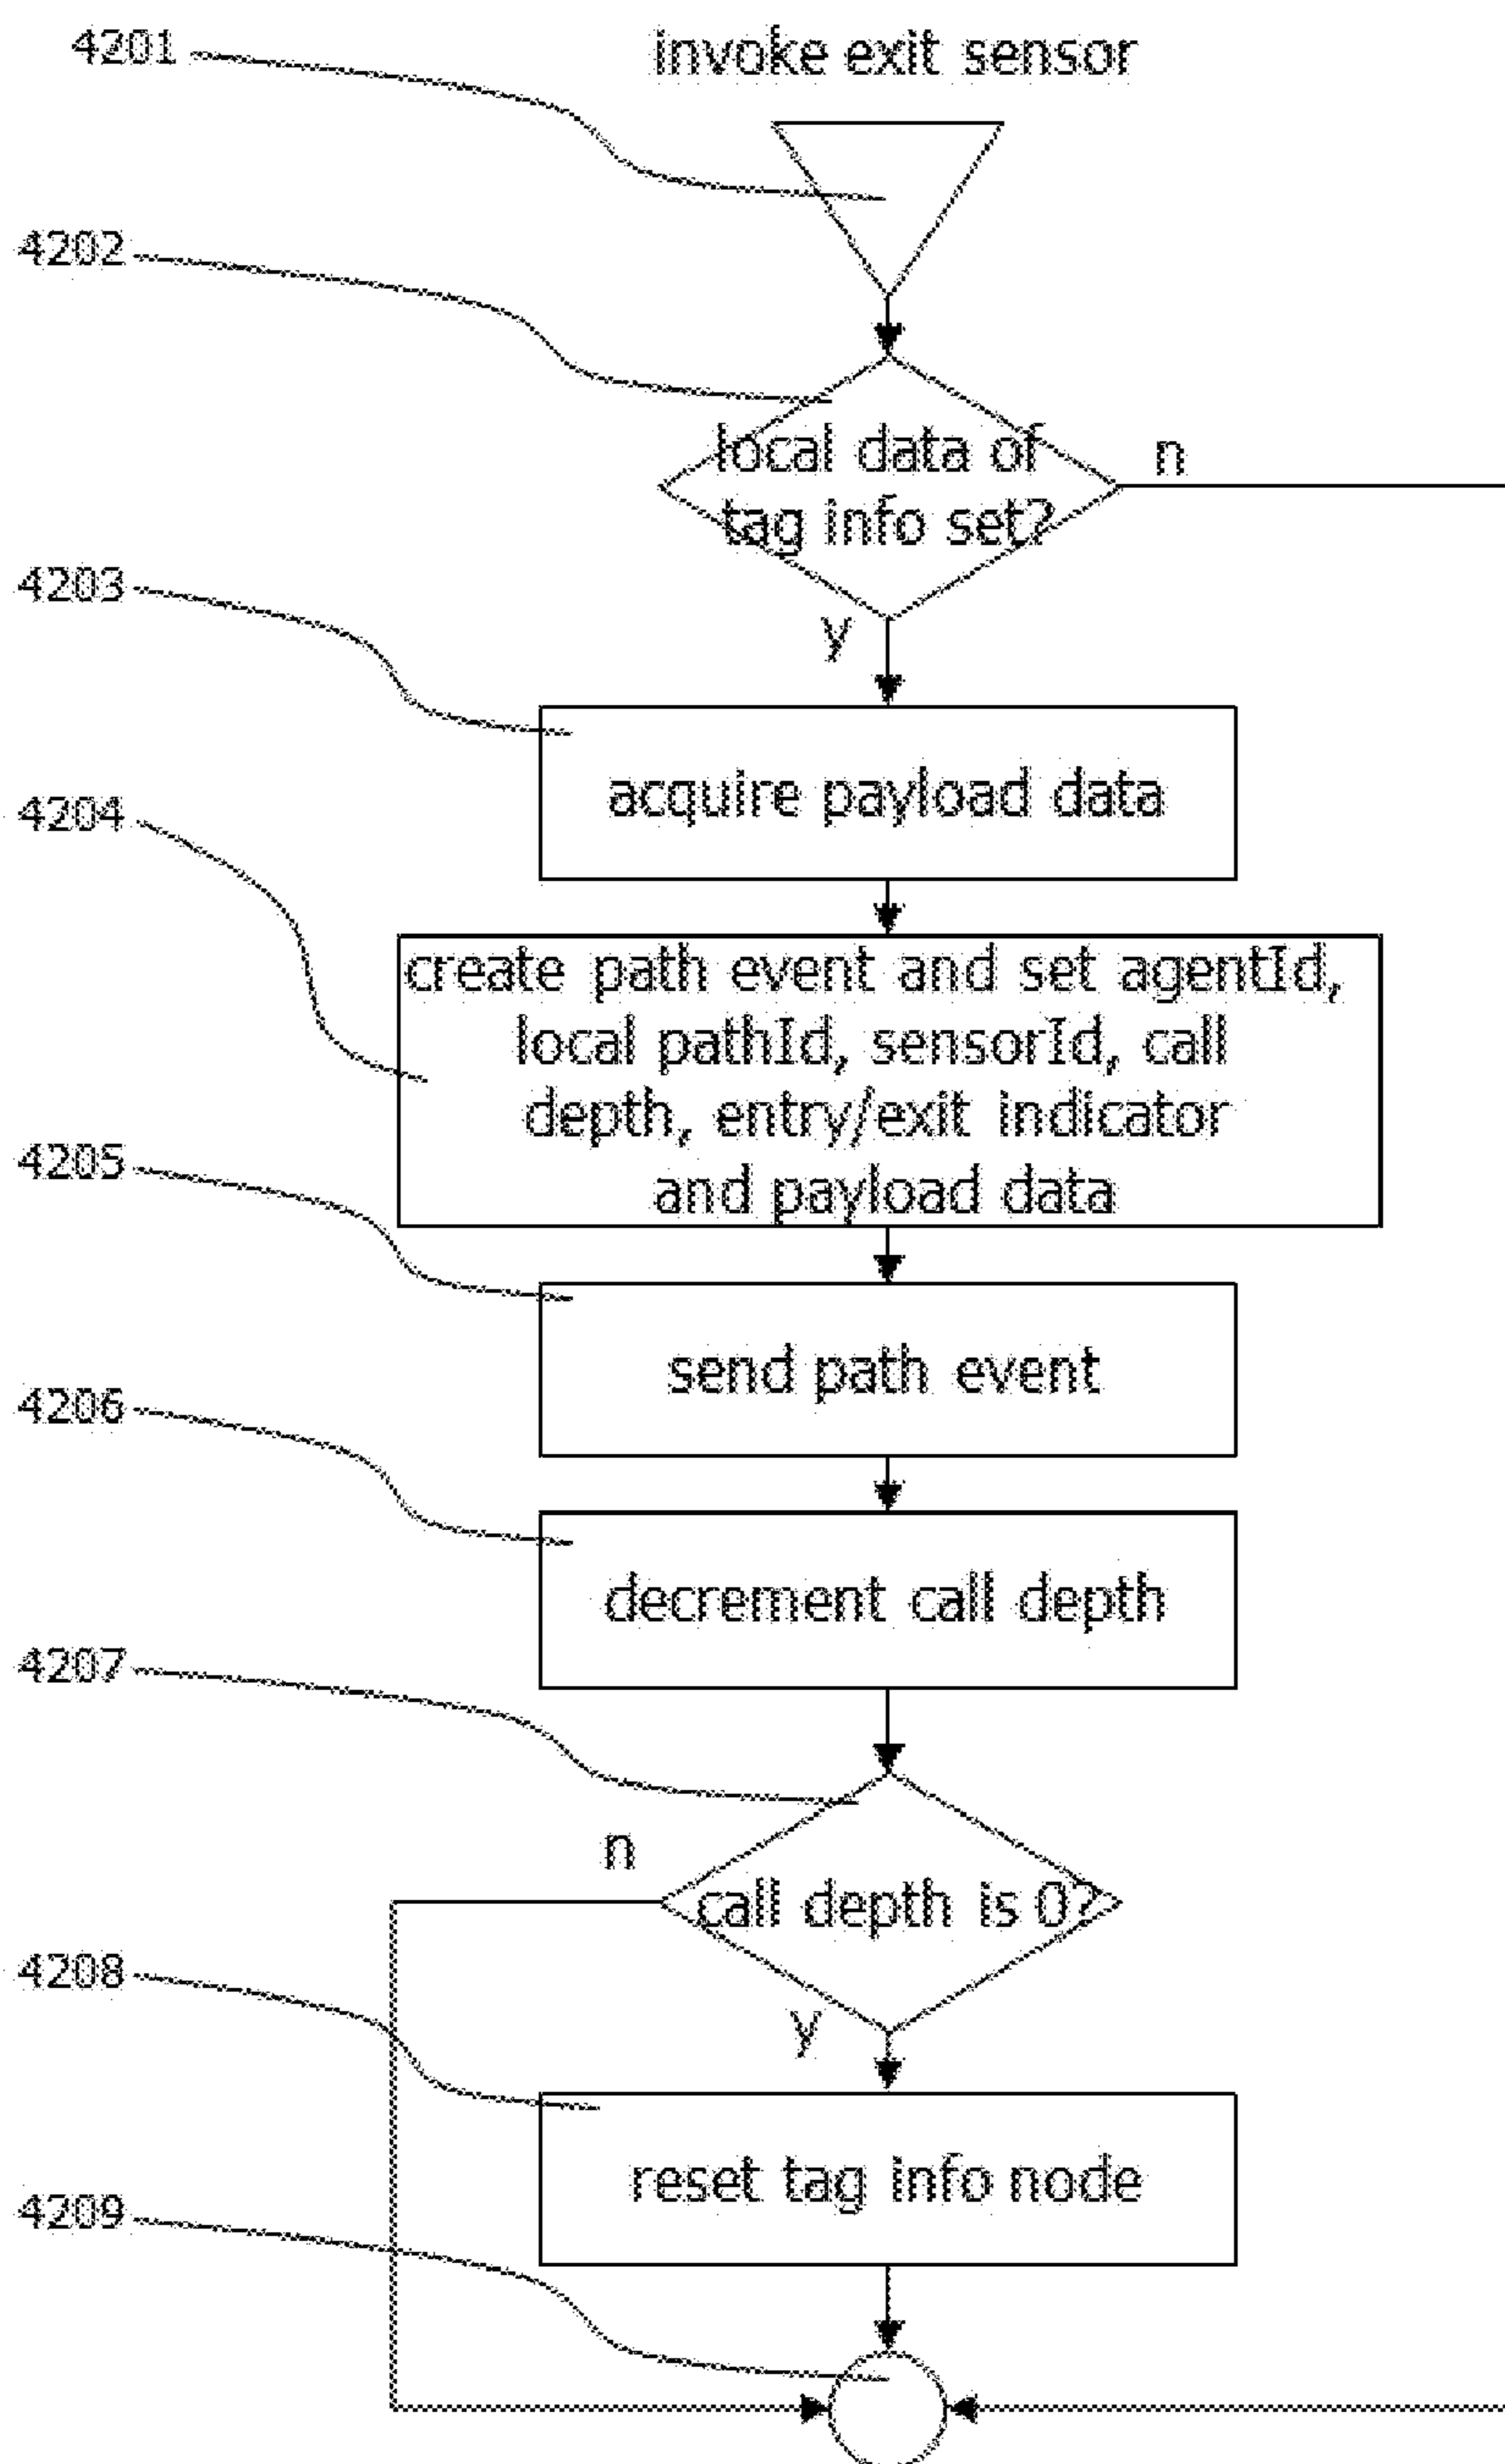 4201
invoke exit sensor
4202
local data of
tag info set?
n
y
4203
acquire payload data
4204
create path event and set agentId,
local pathId, sensorId, call
depth, entry/exit indicator
and payload data
4205
send path event
4206
decrement call depth
4207
n
call depth is 0?
y
4208
reset tag info node
4209